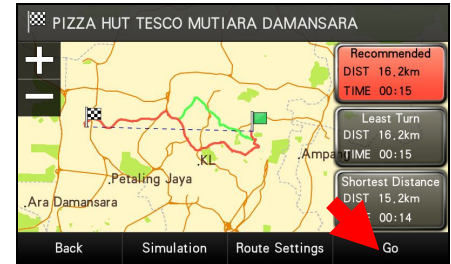 PIZZA HUT TESCO MUTIARA DAMANSARA
Recommended
DIST 16.2km
TIME 00:15
Least Turn
DIST 16.2km
TIME 00:15
Shortest Distance
DIST 15.2km
00:14
KL
Petaling Jaya
Ara Damansara
Back
Simulation
Route Settings
Go